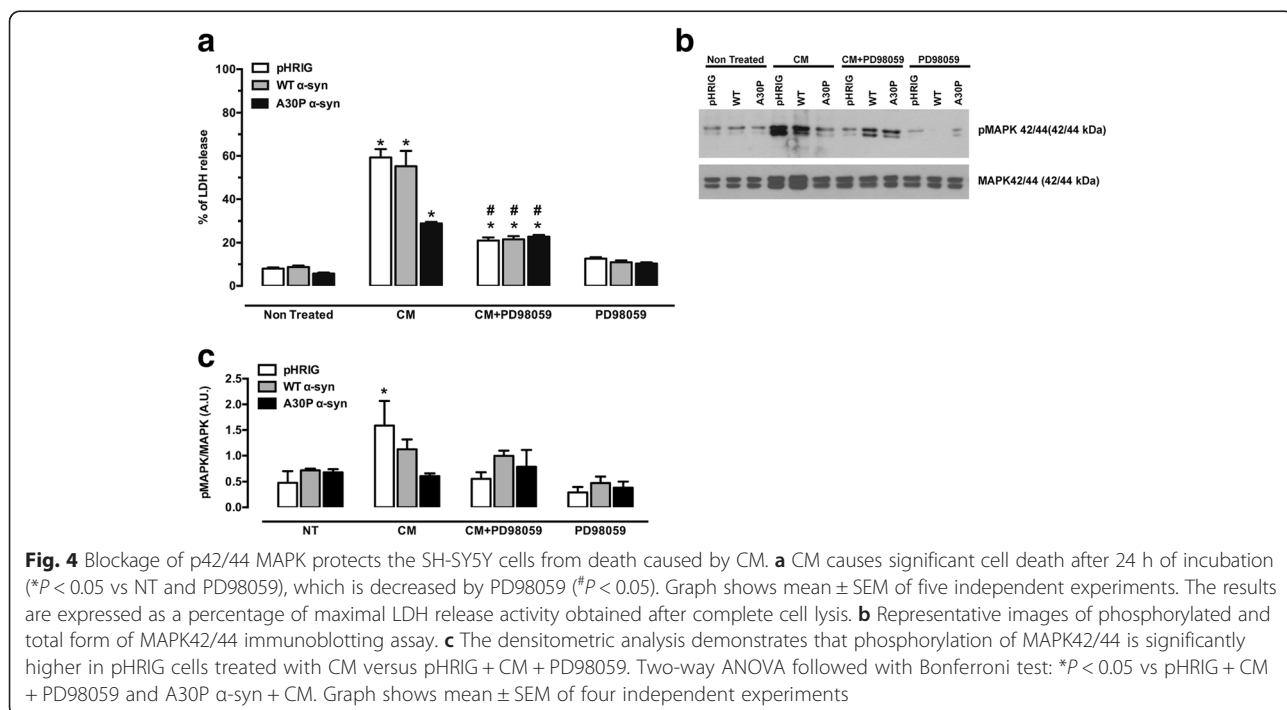 a
pHRIG
WT α-syn
A30P α-syn
% of LDH release
100
80
60
40
20
0
* * *
# # #
* * *
Non Treated CM CM+PD98059 PD98059
b
Non Treated CM CM+PD98059 PD98059
pHRIG WT A30P pHRIG WT A30P pHRIG WT A30P pHRIG WT A30P
pMAPK 42/44(42/44 kDa)
MAPK42/44 (42/44 kDa)
c
pHRIG
WT α-syn
A30P α-syn
pMAPK/MAPK (A.U.)
2.5
2.0
1.5
1.0
0.5
0.0
*
NT CM CM+PD98059 PD98059
Fig. 4 Blockage of p42/44 MAPK protects the SH-SY5Y cells from death caused by CM. a CM causes significant cell death after 24 h of incubation
(*P < 0.05 vs NT and PD98059), which is decreased by PD98059 (#P < 0.05). Graph shows mean ± SEM of five independent experiments. The results
are expressed as a percentage of maximal LDH release activity obtained after complete cell lysis. b Representative images of phosphorylated and
total form of MAPK42/44 immunoblotting assay. c The densitometric analysis demonstrates that phosphorylation of MAPK42/44 is significantly
higher in pHRIG cells treated with CM versus pHRIG + CM + PD98059. Two-way ANOVA followed with Bonferroni test: *P < 0.05 vs pHRIG + CM
+ PD98059 and A30P α-syn + CM. Graph shows mean ± SEM of four independent experiments